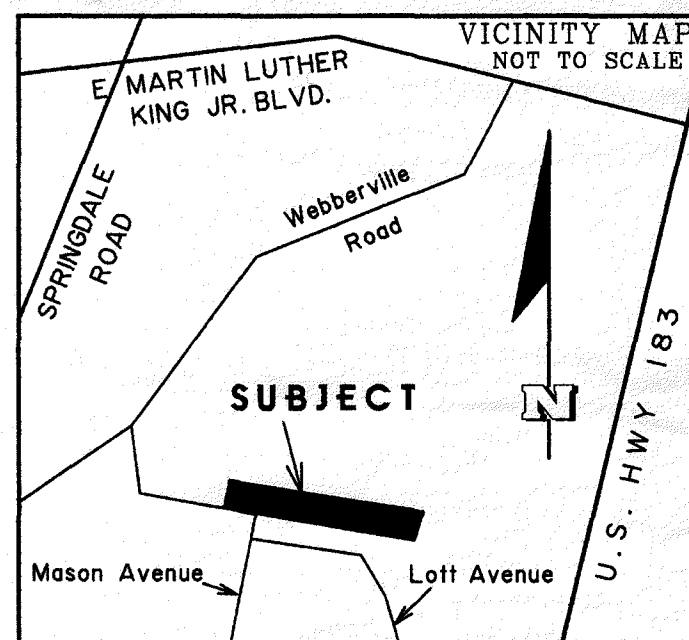 VICINITY MAP
NOT TO SCALE
E MARTIN LUTHER
KING JR. BLVD.
SPRINGDALE
ROAD
Webberville
Road
U.S. HWY 183
SUBJECT
N
Mason Avenue
Lott Avenue